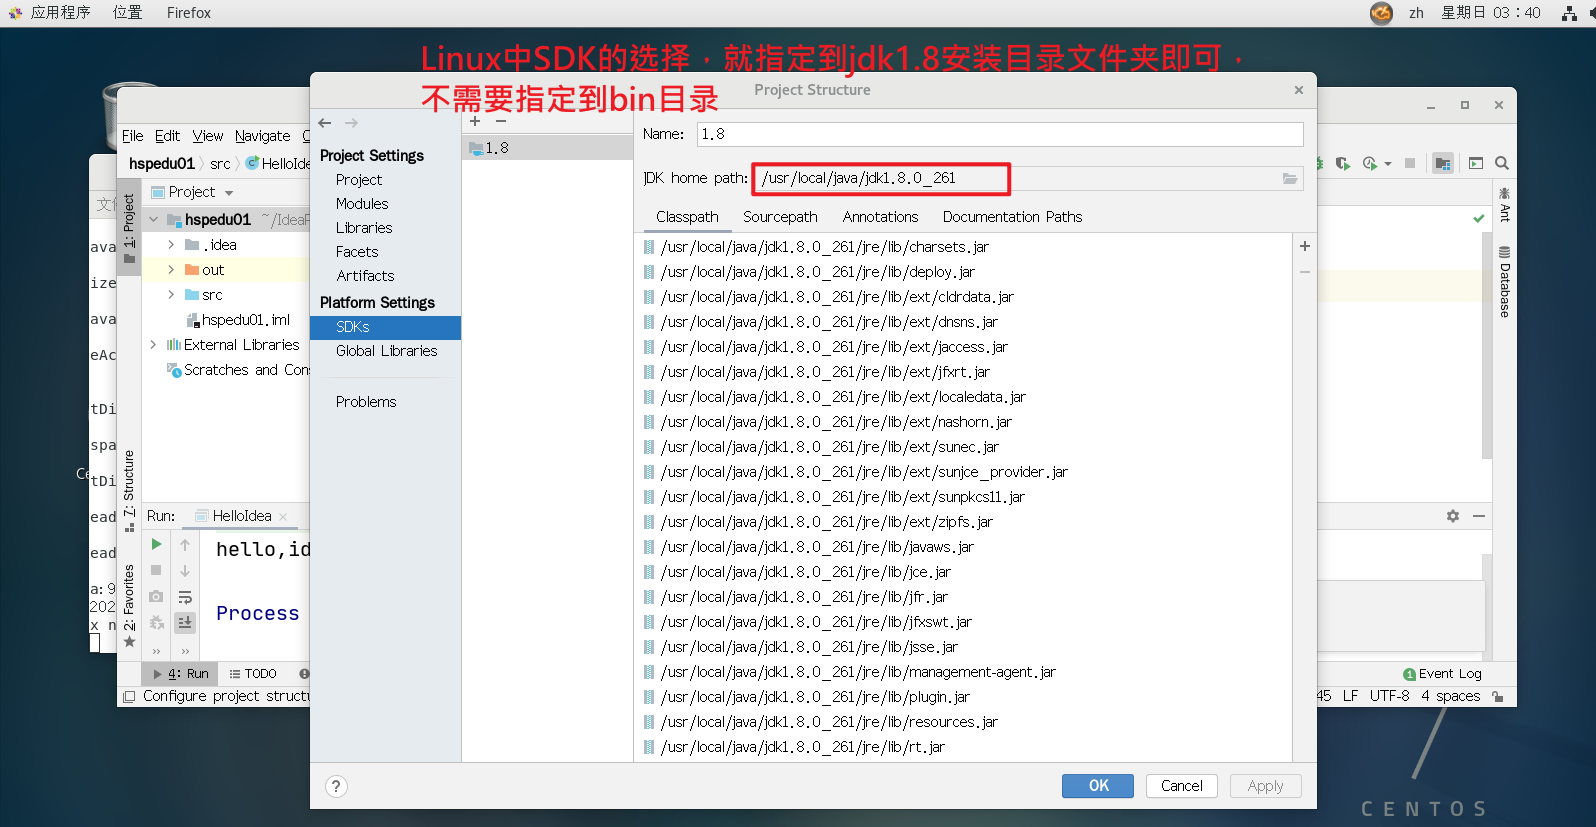 应用程序 位置 Firefox zh 星期日 03：40
Linux中SDK的选择，就指定到jdk1.8安装目录文件夹即可，
不需要指定到bin目录
Project Structure
File Edit View Navigate
hspedu01 src HelloIde
1: Project
Project
hspedu01 ~/IdeaP
.idea
out
src
hspedu01.iml
External Libraries
Scratches and Con
7: Structure
2: Favorites
Run: HelloIdea
hello,id
Process
4: Run TODO
Configure project struct
Project Settings
Project
Modules
Libraries
Facets
Artifacts
Platform Settings
SDKs
Global Libraries
Problems
1.8
Name: 1.8
JDK home path: /usr/local/java/jdk1.8.0_261
Classpath Sourcepath Annotations Documentation Paths
/usr/local/java/jdk1.8.0_261/jre/lib/charsets.jar
/usr/local/java/jdk1.8.0_261/jre/lib/deploy.jar
/usr/local/java/jdk1.8.0_261/jre/lib/ext/cldrdata.jar
/usr/local/java/jdk1.8.0_261/jre/lib/ext/dnsns.jar
/usr/local/java/jdk1.8.0_261/jre/lib/ext/jaccess.jar
/usr/local/java/jdk1.8.0_261/jre/lib/ext/jfxrt.jar
/usr/local/java/jdk1.8.0_261/jre/lib/ext/localedata.jar
/usr/local/java/jdk1.8.0_261/jre/lib/ext/nashorn.jar
/usr/local/java/jdk1.8.0_261/jre/lib/ext/sunec.jar
/usr/local/java/jdk1.8.0_261/jre/lib/ext/sunjce_provider.jar
/usr/local/java/jdk1.8.0_261/jre/lib/ext/sunpkcs11.jar
/usr/local/java/jdk1.8.0_261/jre/lib/ext/zipfs.jar
/usr/local/java/jdk1.8.0_261/jre/lib/javaws.jar
/usr/local/java/jdk1.8.0_261/jre/lib/jce.jar
/usr/local/java/jdk1.8.0_261/jre/lib/jfr.jar
/usr/local/java/jdk1.8.0_261/jre/lib/jfxswt.jar
/usr/local/java/jdk1.8.0_261/jre/lib/jsse.jar
/usr/local/java/jdk1.8.0_261/jre/lib/management-agent.jar
/usr/local/java/jdk1.8.0_261/jre/lib/plugin.jar
/usr/local/java/jdk1.8.0_261/jre/lib/resources.jar
/usr/local/java/jdk1.8.0_261/jre/lib/rt.jar
? OK Cancel Apply
Ant
Database
1 Event Log
45 LF UTF-8 4 spaces
7
CENTOS